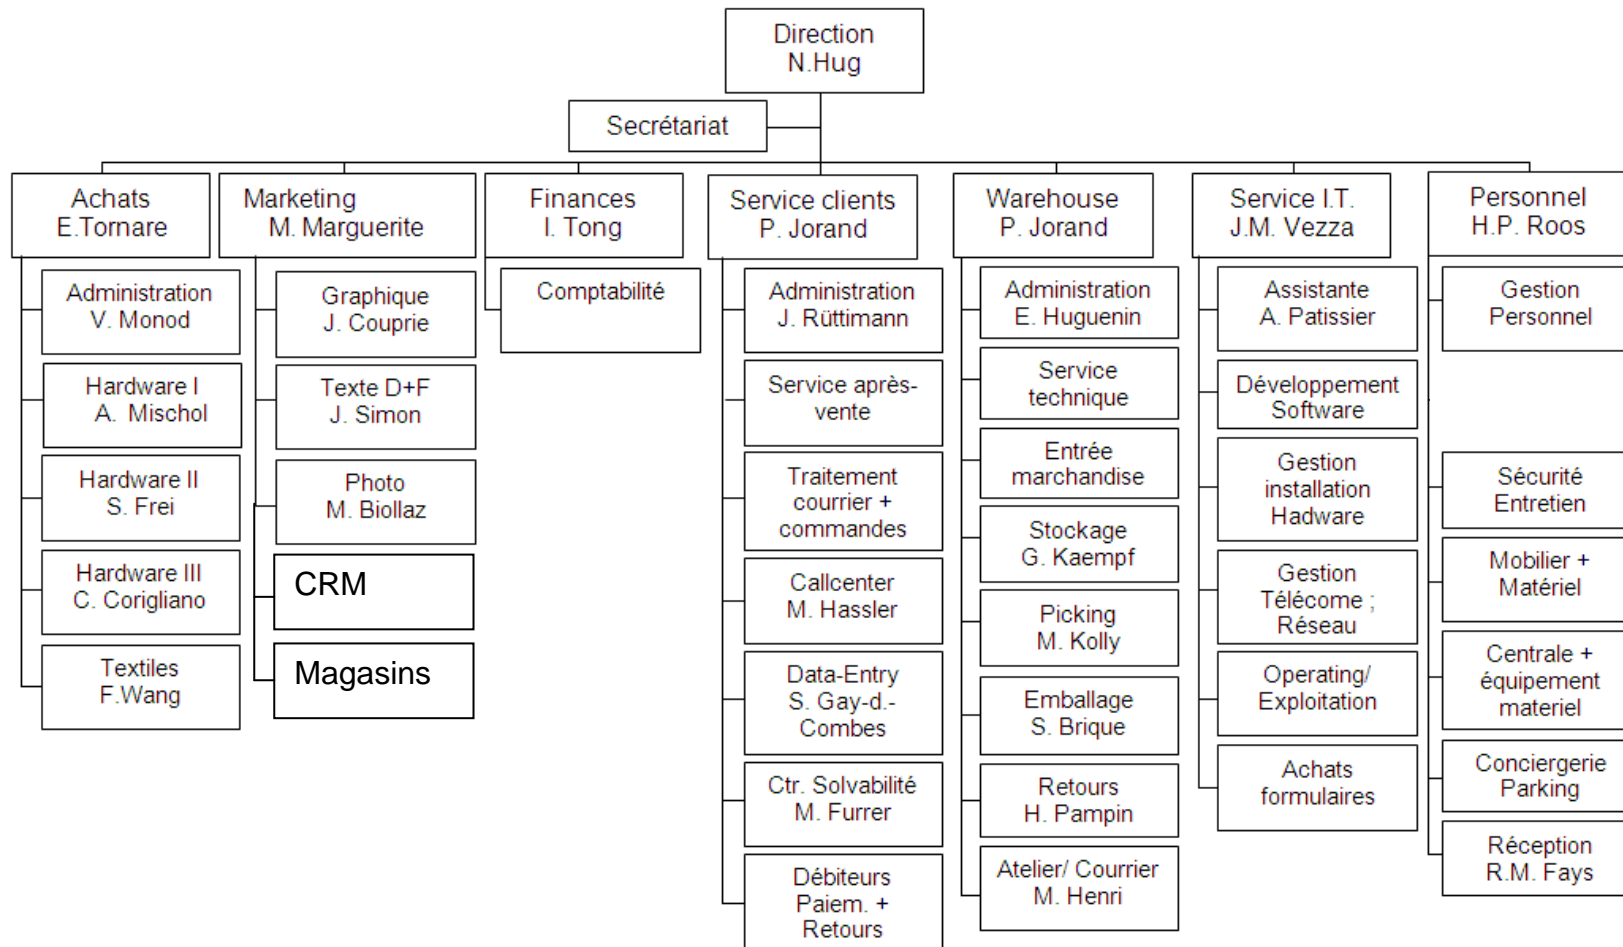 Direction
N.Hug
Secrétariat
Achats
E.Tornare
Administration
V. Monod
Hardware I
A. Mischol
Hardware II
S. Frei
Hardware III
C. Corigliano
Textiles
F.Wang
Marketing
M. Marguerite
Graphique
J. Couprie
Texte D+F
J. Simon
Photo
M. Biollaz
CRM
Magasins
Finances
I. Tong
Comptabilité
Service clients
P. Jorand
Administration
J. Rüttimann
Service après-
vente
Traitement
courrier +
commandes
Callcenter
M. Hassler
Data-Entry
S. Gay-d.-
Combes
Ctr. Solvabilité
M. Furrer
Débiteurs
Paiem. +
Retours
Warehouse
P. Jorand
Administration
E. Huguenin
Service
technique
Entrée
marchandise
Stockage
G. Kaempf
Picking
M. Kolly
Emballage
S. Brique
Retours
H. Pampin
Atelier/ Courrier
M. Henri
Service I.T.
J.M. Vezza
Assistante
A. Patissier
Développement
Software
Gestion
installation
Hadware
Gestion
Télécome ;
Réseau
Operating/
Exploitation
Achats
formulaires
Personnel
H.P. Roos
Gestion
Personnel
Sécurité
Entretien
Mobilier +
Matériel
Centrale +
équipement
materiel
Conciergerie
Parking
Réception
R.M. Fays